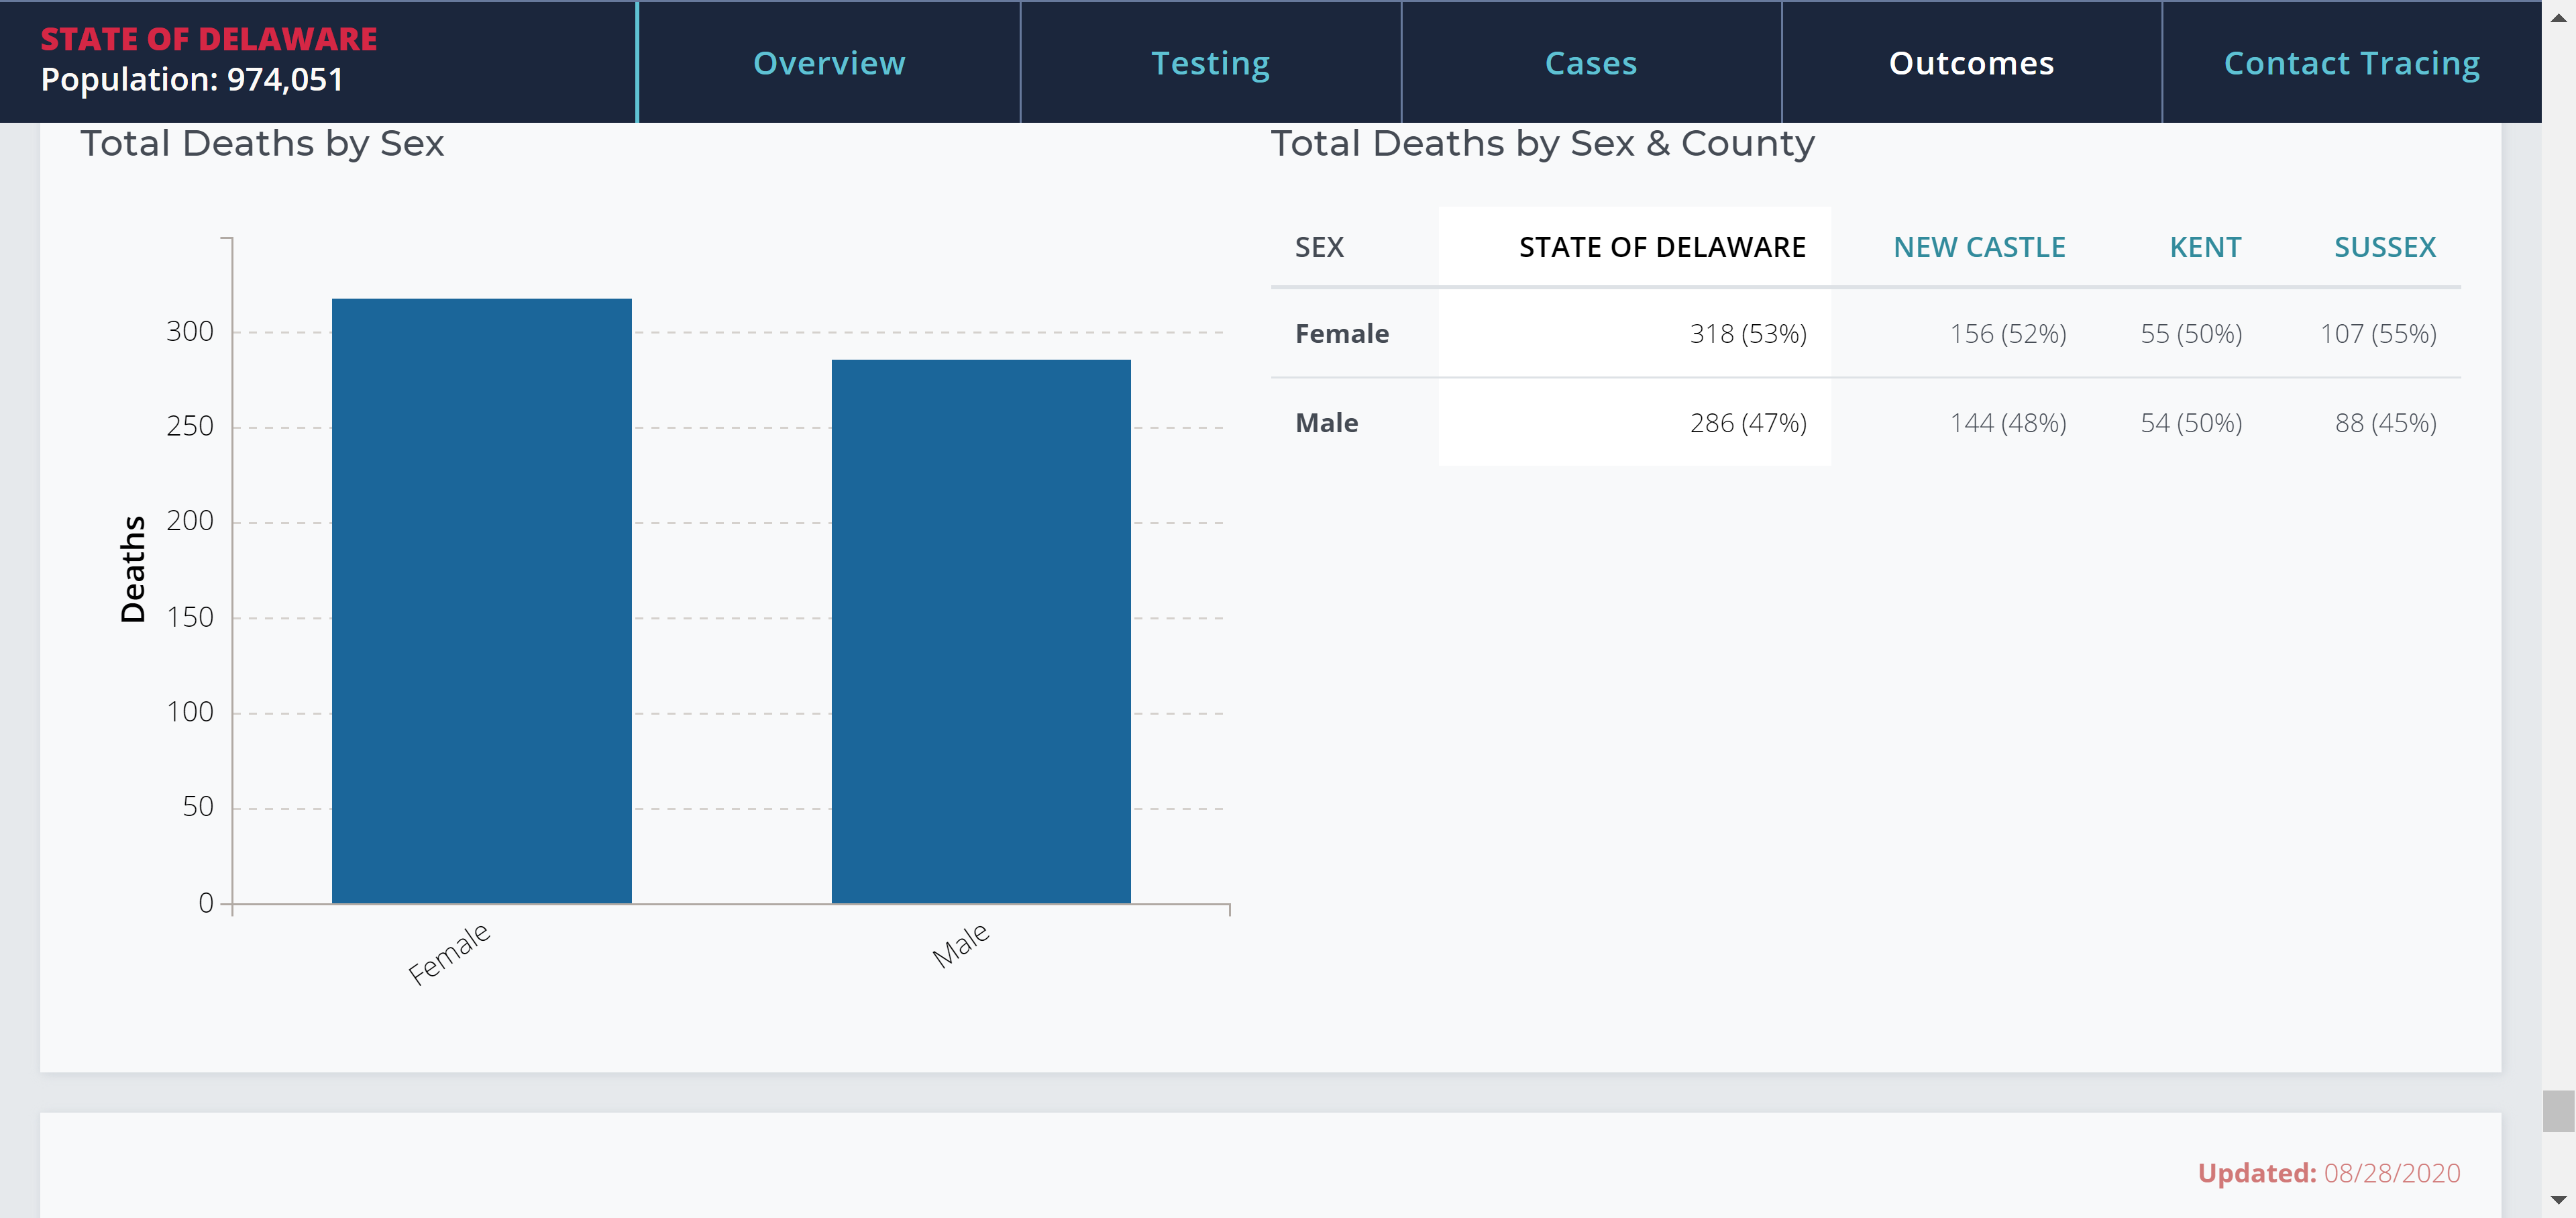 STATE OF DELAWARE
Population: 974,051
Overview
Testing
Cases
Outcomes
Contact Tracing
Total Deaths by Sex
Deaths
300
250
200
150
100
50
0
Female
Male
Total Deaths by Sex & County
SEX STATE OF DELAWARE NEW CASTLE KENT SUSSEX
Female 318 (53%) 156 (52%) 55 (50%) 107 (55%)
Male 286 (47%) 144 (48%) 54 (50%) 88 (45%)
Updated: 08/28/2020